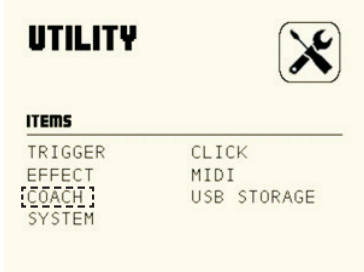 UTILITY
ITEMS
TRIGGER CLICK
EFFECT MIDI
COACH USB STORAGE
SYSTEM